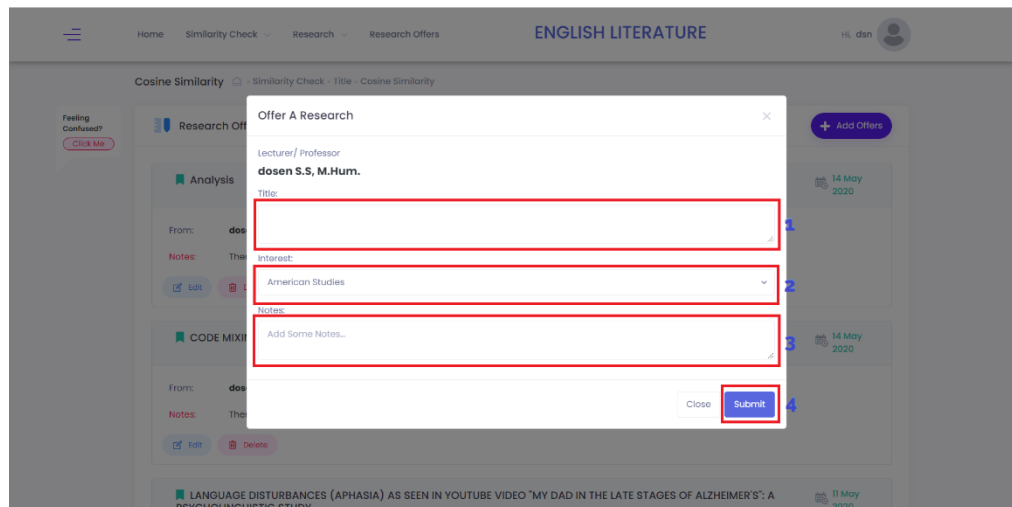 Home Similarity Check Research Research Offers ENGLISH LITERATURE Hi, dsn
Cosine Similarity - Similarity Check - Title - Cosine Similarity
Feeling
Confused?
Click Me
Research Off
+ Add Offers
Offer A Research
Lecturer/ Professor
dosen S.S, M.Hum.
Title:
1
Interest:
American Studies
2
Notes:
Add Some Notes...
3
Close Submit 4
Analysis
14 May
2020
From: dos
Notes: The
Edit
CODE MIXI
14 May
2020
From: dos
Notes: The
Edit Delete
LANGUAGE DISTURBANCES (APHASIA) AS SEEN IN YOUTUBE VIDEO "MY DAD IN THE LATE STAGES OF ALZHEIMER'S": A
PSYCHOLINGUISTIC STUDY
11 May
2020